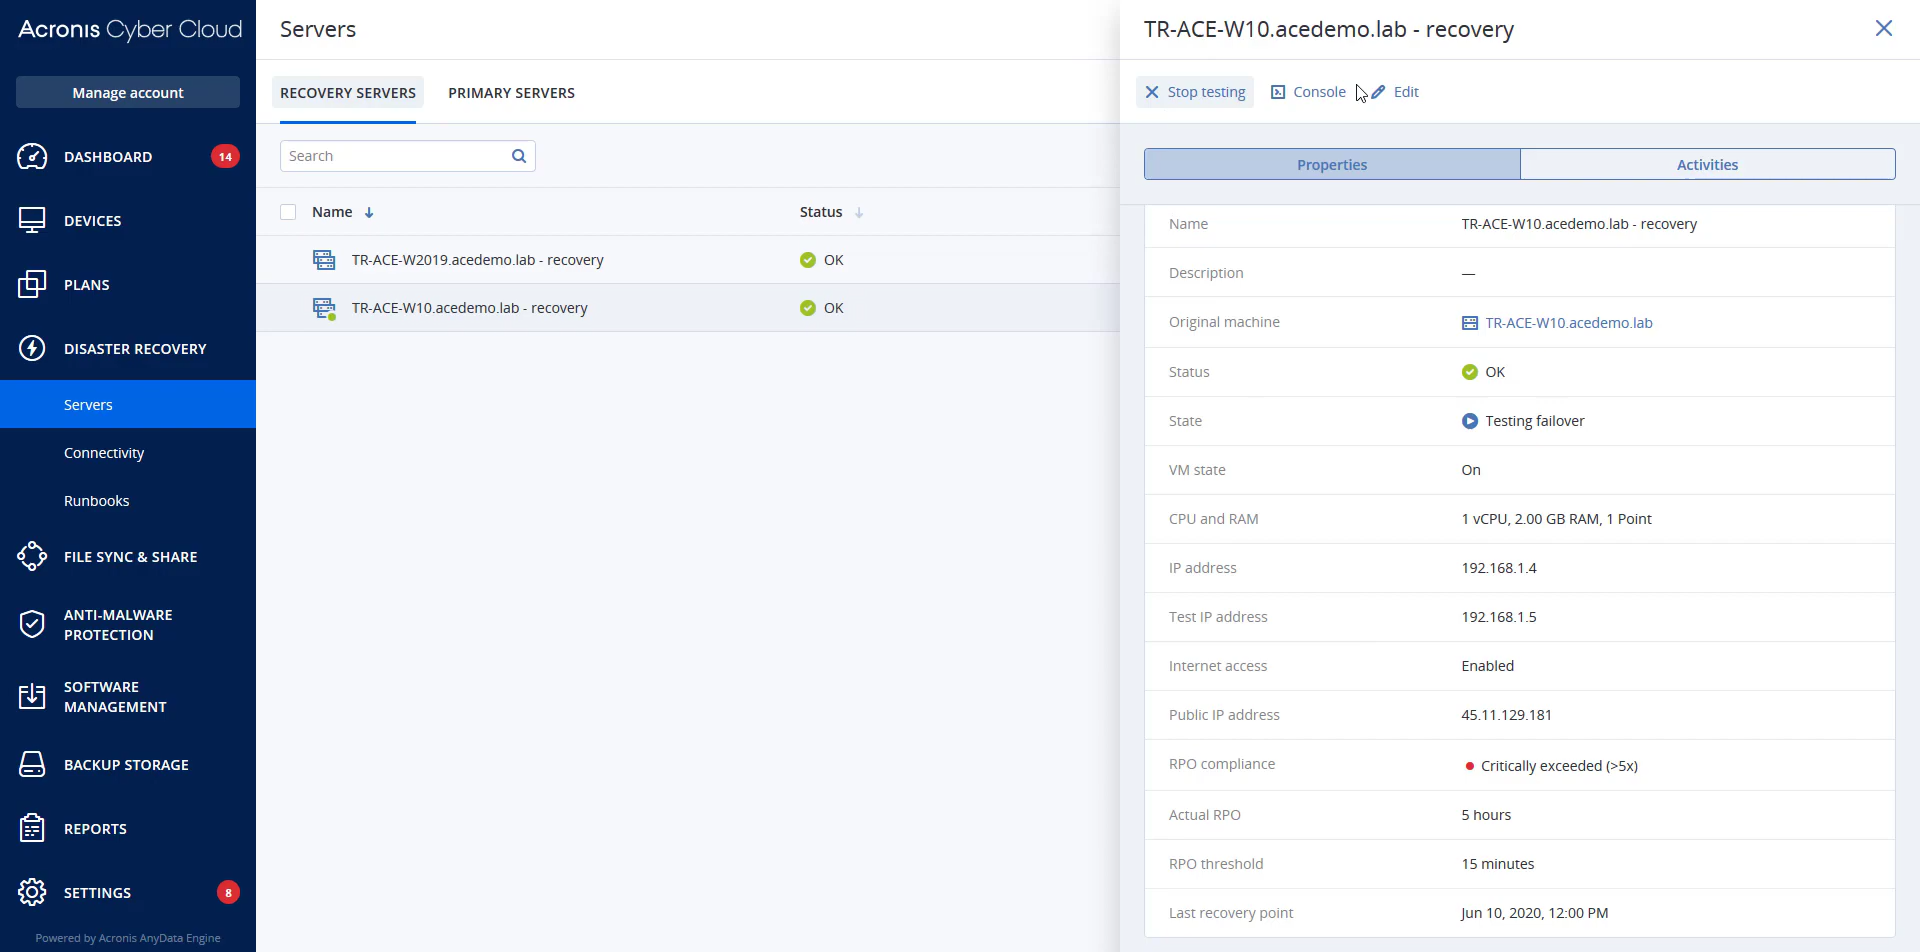 Acronis Cyber Cloud
Manage account
DASHBOARD 14
DEVICES
PLANS
DISASTER RECOVERY
Servers
Connectivity
Runbooks
FILE SYNC & SHARE
ANTI-MALWARE
PROTECTION
SOFTWARE
MANAGEMENT
BACKUP STORAGE
REPORTS
SETTINGS 8
Powered by Acronis AnyData Engine
Servers
RECOVERY SERVERS PRIMARY SERVERS
Search
Name Status
TR-ACE-W2019.acedemo.lab - recovery OK
TR-ACE-W10.acedemo.lab - recovery OK
TR-ACE-W10.acedemo.lab - recovery
Stop testing Console Edit
Properties Activities
Name TR-ACE-W10.acedemo.lab - recovery
Description —
Original machine TR-ACE-W10.acedemo.lab
Status OK
State Testing failover
VM state On
CPU and RAM 1 vCPU, 2.00 GB RAM, 1 Point
IP address 192.168.1.4
Test IP address 192.168.1.5
Internet access Enabled
Public IP address 45.11.129.181
RPO compliance Critically exceeded (>5x)
Actual RPO 5 hours
RPO threshold 15 minutes
Last recovery point Jun 10, 2020, 12:00 PM